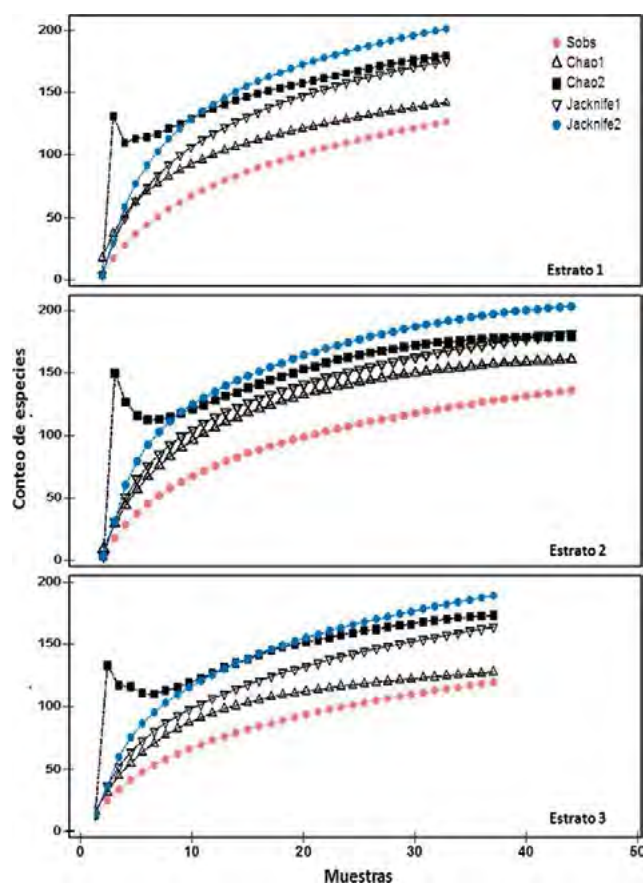 200
150
100
50
0
Sobs
Chao1
Chao2
Jacknife1
Jacknife2
Estrato 1
Conteo de especies
200
150
100
50
0
Estrato 2
200
150
100
50
0
Estrato 3
0 10 20 30 40 50
Muestras